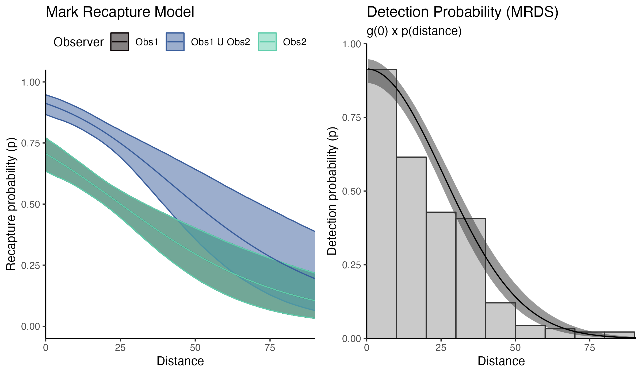 Mark Recapture Model
Observer Obs1 Obs1 U Obs2 Obs2
Recapture probability (p)
1.00
0.75
0.50
0.25
0.00
0 25 50 75
Distance
Detection Probability (MRDS)
g(0) x p(distance)
Detection probability (p)
1.00
0.75
0.50
0.25
0.00
0 25 50 75
Distance